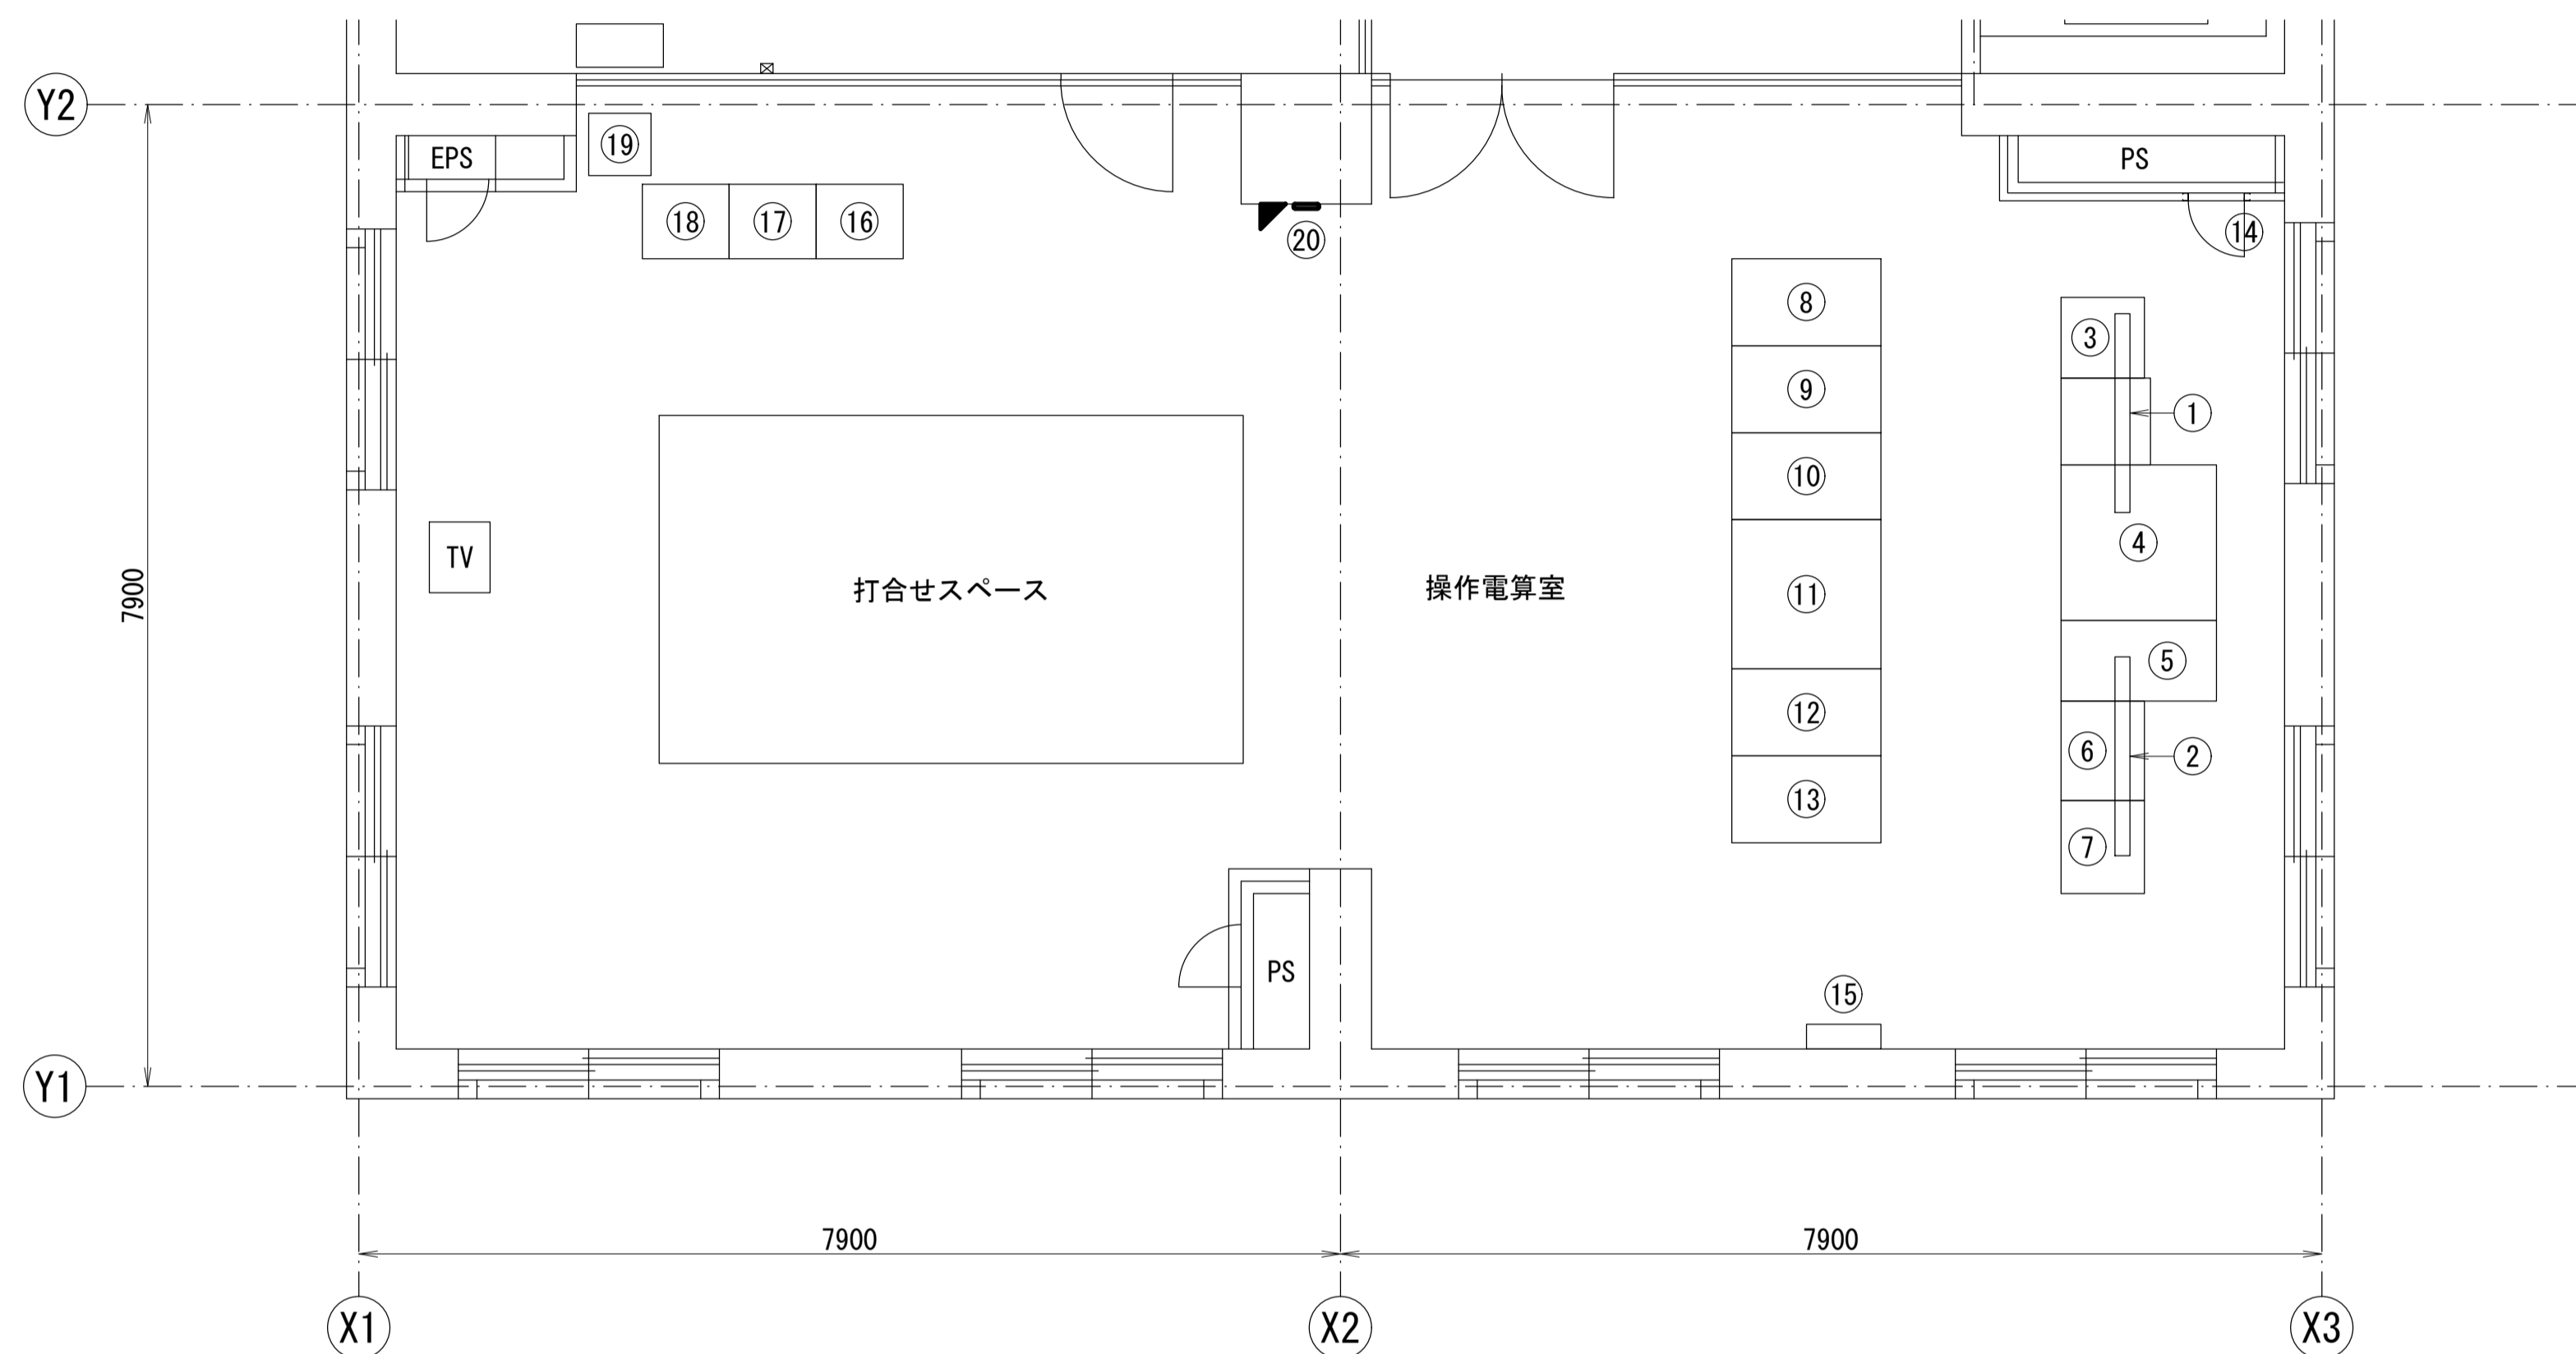 Y2
EPS
⑲
PS
⑱
⑰
⑯
⑳
⑭
⑧
③
⑨
①
⑩
④
TV
打合せスペース
操作電算室
⑪
7900
⑤
⑫
⑥
②
⑬
⑦
PS
⑮
Y1
7900
7900
X1
X2
X3